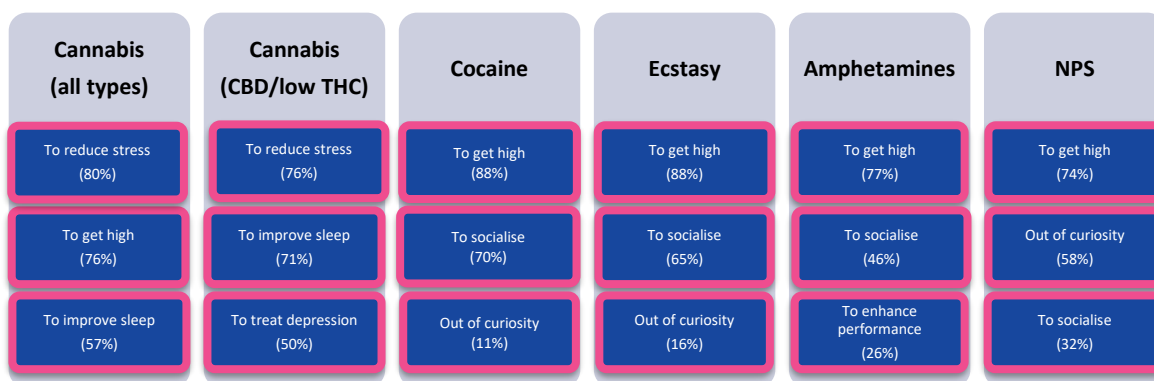 Cannabis
(all types)
To reduce stress
(80%)
To get high
(76%)
To improve sleep
(57%)
Cannabis
(CBD/low THC)
To reduce stress
(76%)
To improve sleep
(71%)
To treat depression
(50%)
Cocaine
To get high
(88%)
To socialise
(70%)
Out of curiosity
(11%)
Ecstasy
To get high
(88%)
To socialise
(65%)
Out of curiosity
(16%)
Amphetamines
To get high
(77%)
To socialise
(46%)
To enhance
performance
(26%)
NPS
To get high
(74%)
Out of curiosity
(58%)
To socialise
(32%)